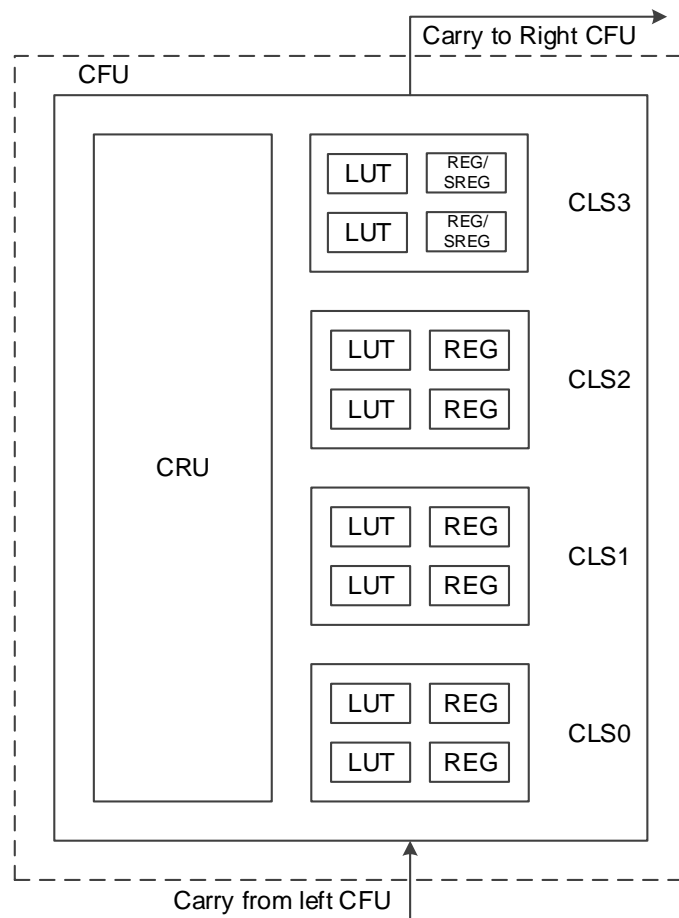 Carry to Right CFU
CFU
LUT
REG/
SREG
LUT
REG/
SREG
CLS3
LUT
REG
LUT
REG
CLS2
CRU
LUT
REG
LUT
REG
CLS1
LUT
REG
LUT
REG
CLS0
Carry from left CFU